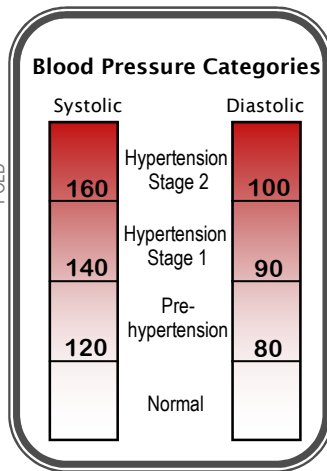 Blood Pressure Categories
Systolic
Diastolic
Hypertension
Stage 2
160
100
Hypertension
Stage 1
140
90
Pre-
hypertension
120
80
Normal